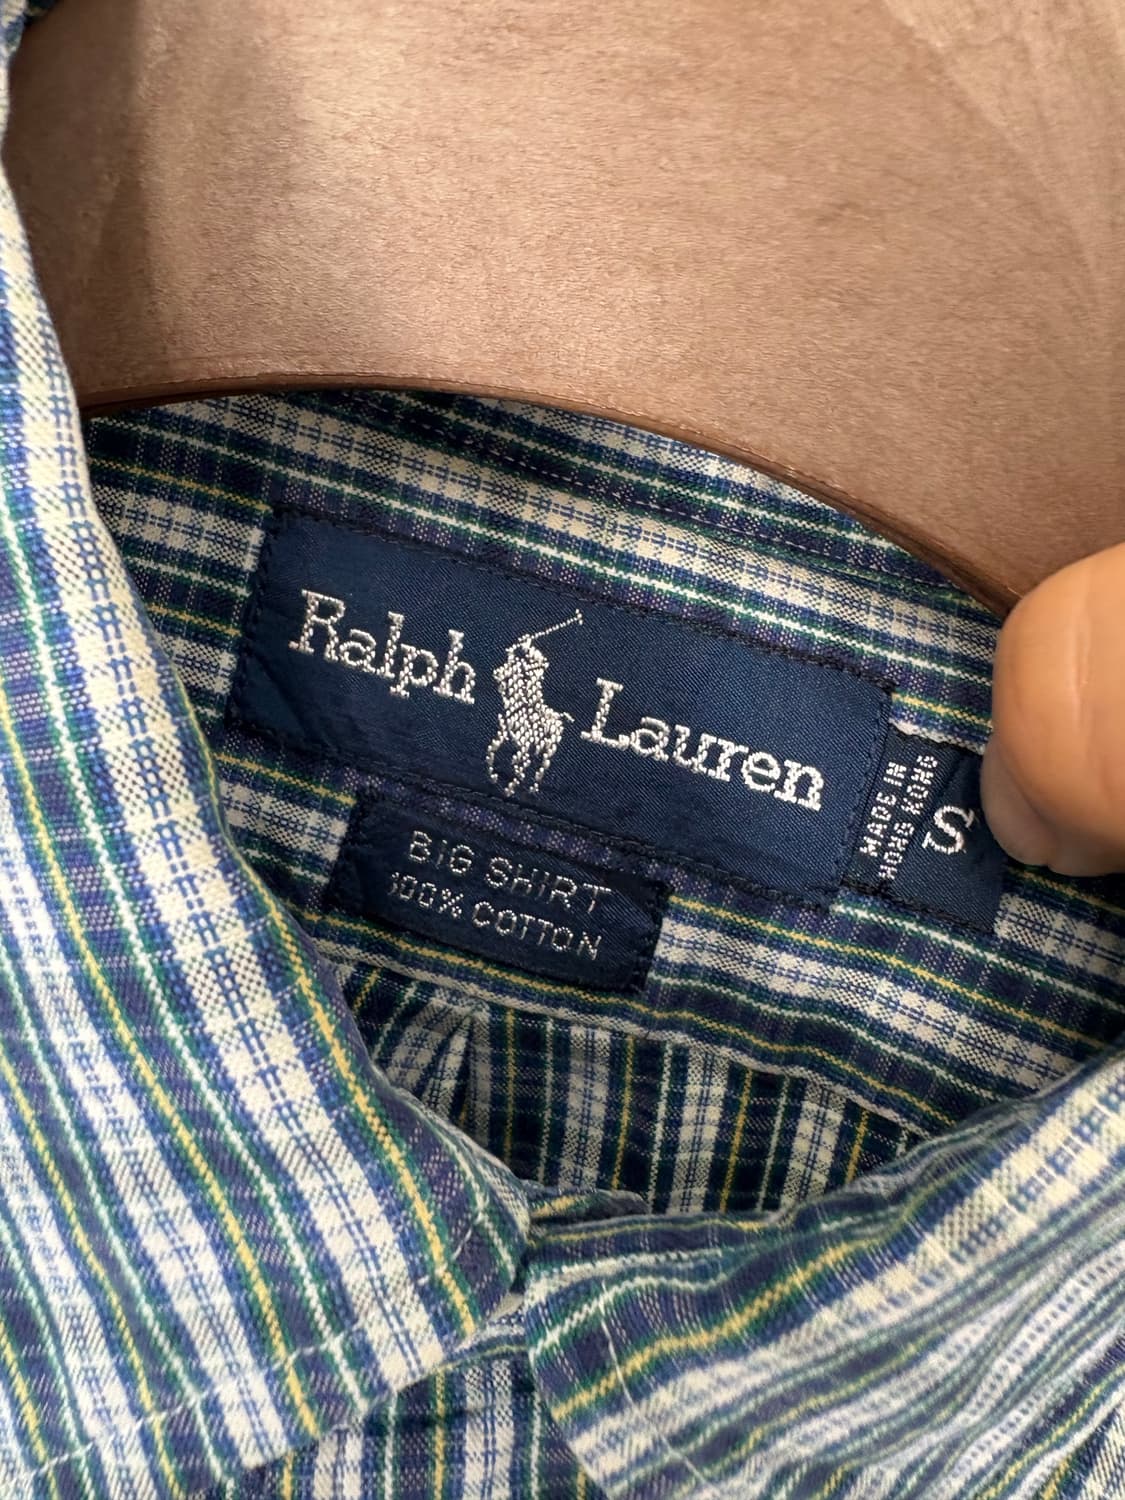 Ralph Lauren
MADE IN
HONG KONG
S
BIG SHIRT
100% COTTON